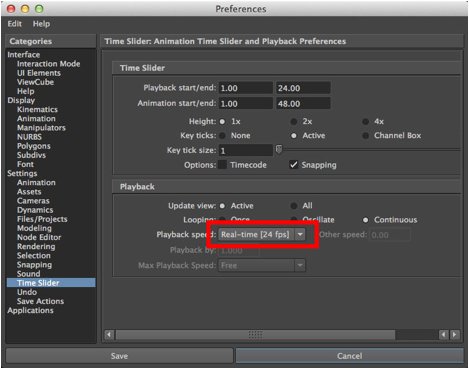 Preferences
Edit Help
Categories
Interface
Interaction Mode
UI Elements
ViewCube
Help
Display
Kinematics
Animation
Manipulators
NURBS
Polygons
Subdivs
Font
Settings
Animation
Assets
Cameras
Dynamics
Files/Projects
Modeling
Node Editor
Rendering
Selection
Snapping
Sound
Time Slider
Undo
Save Actions
Applications
Time Slider: Animation Time Slider and Playback Preferences
Time Slider
Playback start/end: 1.00 24.00
Animation start/end: 1.00 48.00
Height: 1x 2x 4x
Key ticks: None Active Channel Box
Key tick size: 1
Options: Timecode Snapping
Playback
Update view: Active All
Looping: Once Oscillate Continuous
Playback speed: Real-time [24 fps] Other speed: 0.00
Playback by: 1.000
Max Playback Speed: Free
Save Cancel